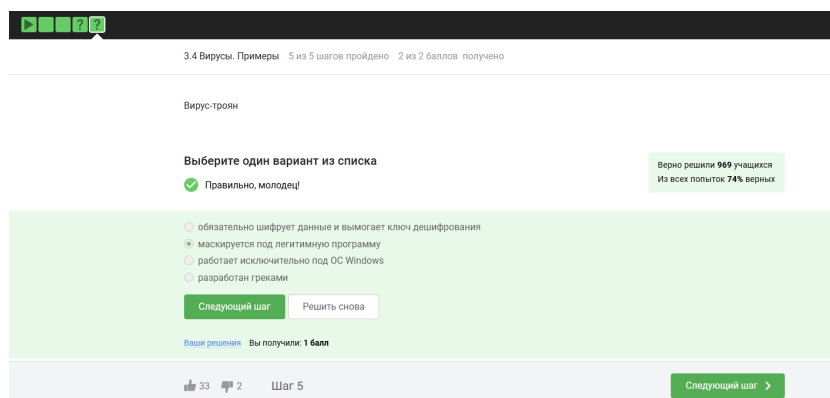 ? ?
3.4 Вирусы. Примеры 5 из 5 шагов пройдено 2 из 2 баллов получено
Вирус-троян
Выберите один вариант из списка
Правильно, молодец!
Верно решили 969 учащихся
Из всех попыток 74% верных
обязательно шифрует данные и вымогает ключ дешифрования
маскируется под легитимную программу
работает исключительно под ОС Windows
разработан греками
Следующий шаг Решить снова
Ваши решения Вы получили: 1 балл
33 2 Шаг 5 Следующий шаг